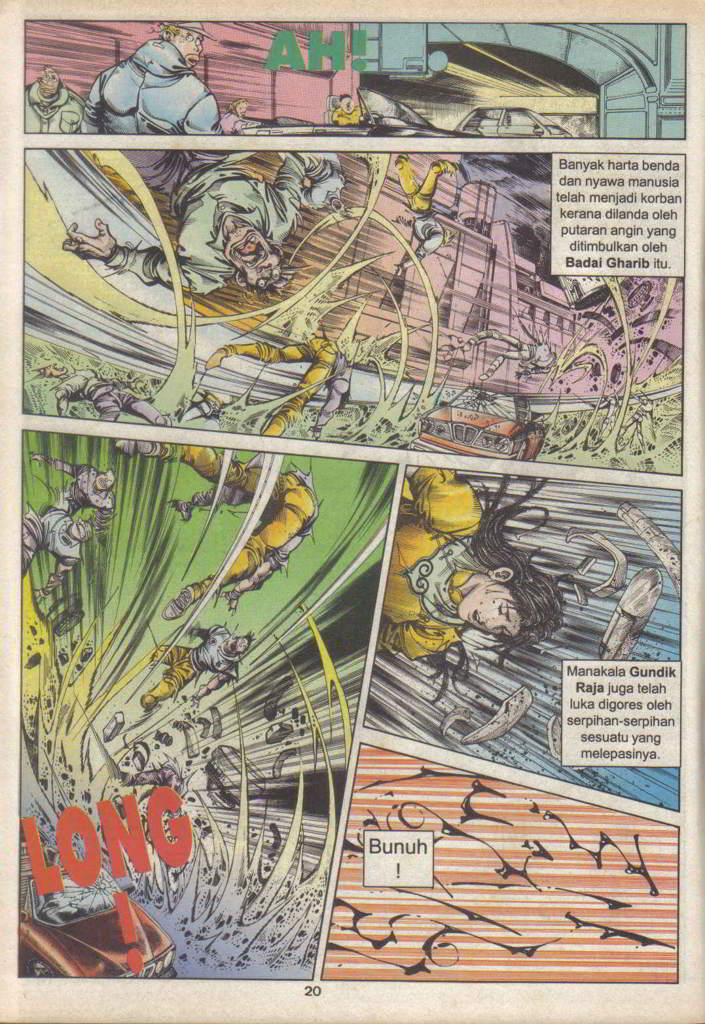 AH!
Banyak harta benda
dan nyawa manusia
telah menjadi korban
kerana dilanda oleh
putaran angin yang
ditimbulkan oleh
Badai Gharib itu.
Manakala Gundik
Raja juga telah
luka digores oleh
serpihan-serpihan
sesuatu yang
melepasinya.
LONG
!
Bunuh
!
20